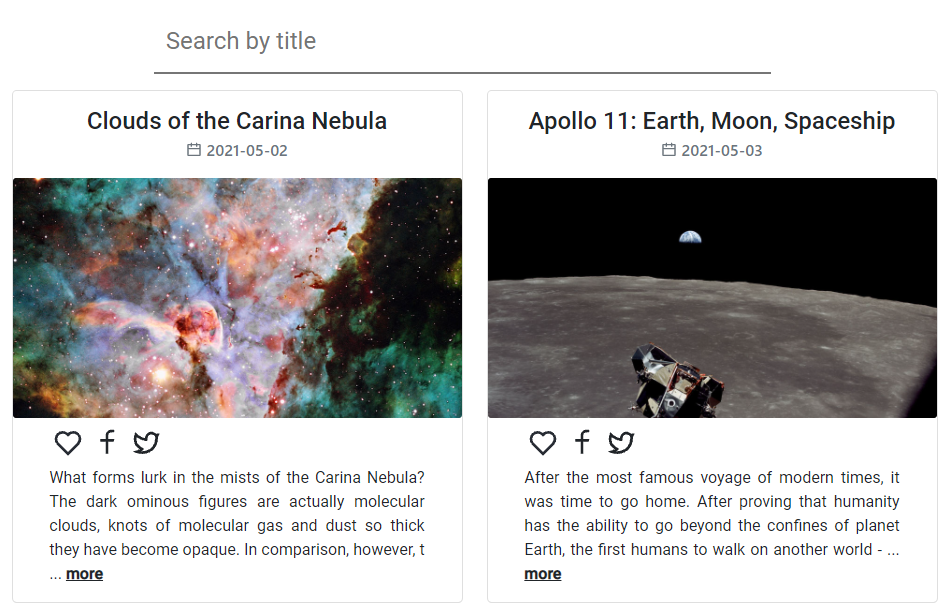 Search by title
Clouds of the Carina Nebula
2021-05-02
What forms lurk in the mists of the Carina Nebula?
The dark ominous figures are actually molecular
clouds, knots of molecular gas and dust so thick
they have become opaque. In comparison, however, t
... more
Apollo 11: Earth, Moon, Spaceship
2021-05-03
After the most famous voyage of modern times, it
was time to go home. After proving that humanity
has the ability to go beyond the confines of planet
Earth, the first humans to walk on another world - ...
more